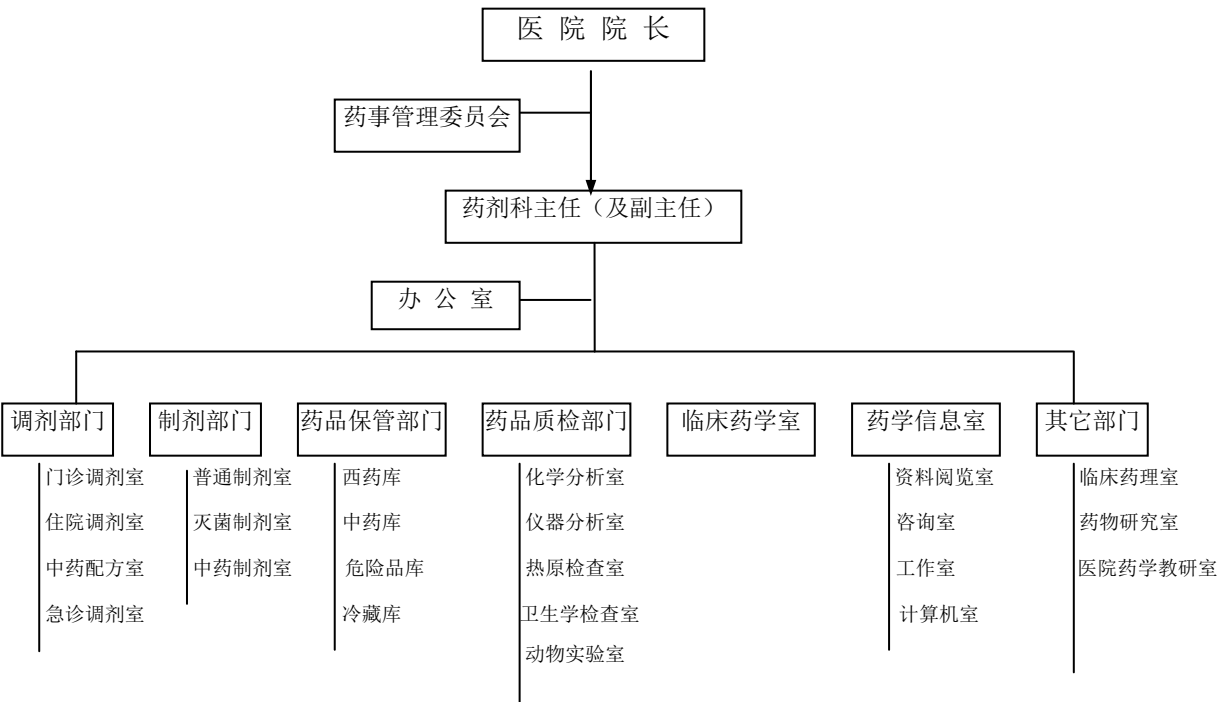 医 院 院 长
药事管理委员会
药剂科主任（及副主任）
办 公 室
调剂部门
制剂部门
药品保管部门
药品质检部门
临床药学室
药学信息室
其它部门
门诊调剂室
住院调剂室
中药配方室
急诊调剂室
普通制剂室
灭菌制剂室
中药制剂室
西药库
中药库
危险品库
冷藏库
化学分析室
仪器分析室
热原检查室
卫生学检查室
动物实验室
资料阅览室
咨询室
工作室
计算机室
临床药理室
药物研究室
医院药学教研室